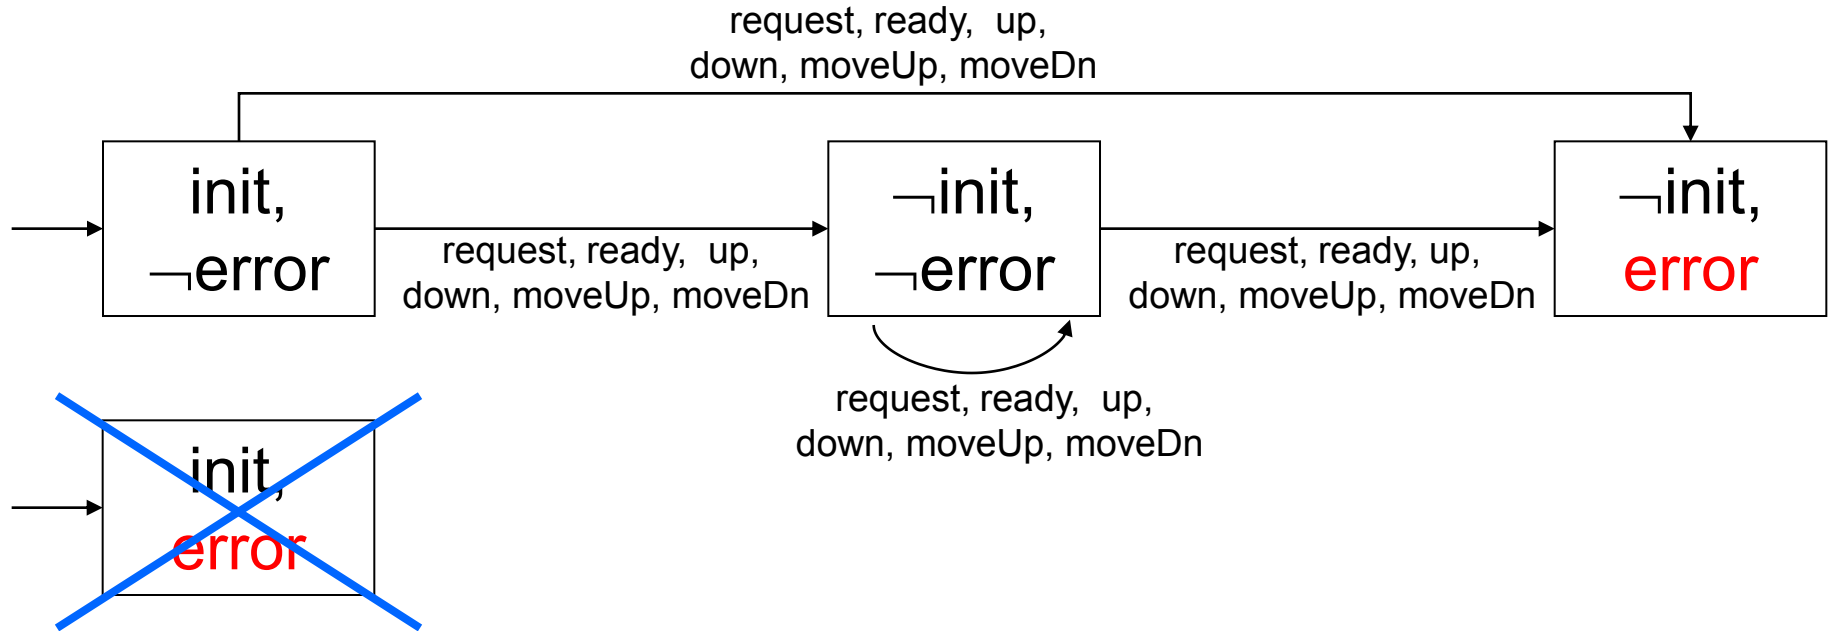 request, ready, up,
down, moveUp, moveDn
init,
¬error
request, ready, up,
down, moveUp, moveDn
¬init,
¬error
request, ready, up,
down, moveUp, moveDn
¬init,
error
request, ready, up,
down, moveUp, moveDn
init,
error